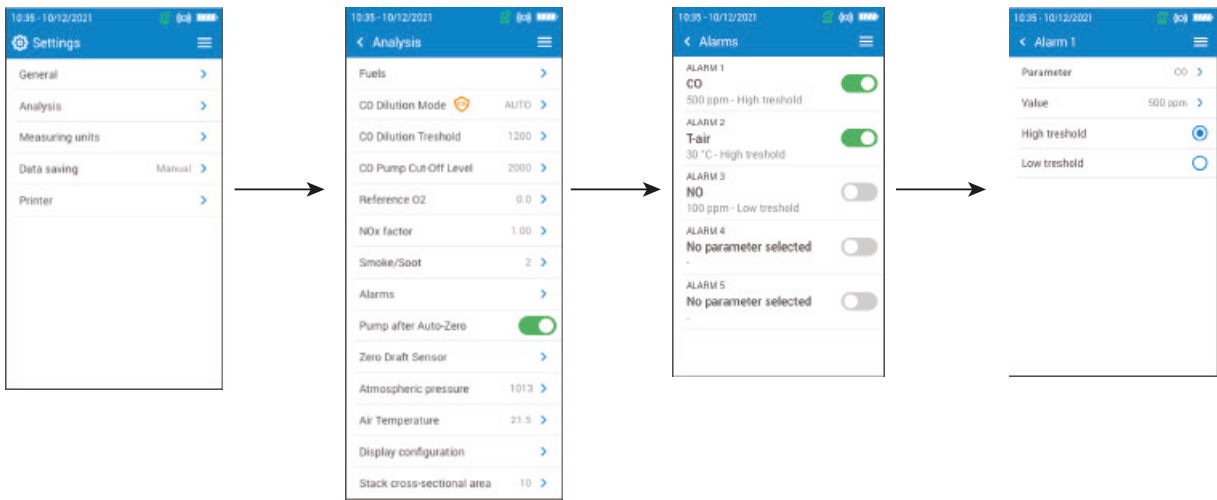 10:35 - 10/12/2021
Settings
General
Analysis
Measuring units
Data saving Manual
Printer
10:35 - 10/12/2021
Analysis
Fuels
CO Dilution Mode AUTO
CO Dilution Treshold 1200
CO Pump Cut-Off Level 2000
Reference O2 0.0
NOx factor 1.00
Smoke/Soot 2
Alarms
Pump after Auto-Zero
Zero Draft Sensor
Atmospheric pressure 1013
Air Temperature 21.5
Display configuration
Stack cross-sectional area 10
10:35 - 10/12/2021
Alarms
ALARM 1
CO
500 ppm - High treshold
ALARM 2
T-air
30 °C - High treshold
ALARM 3
NO
100 ppm - Low treshold
ALARM 4
No parameter selected
-
ALARM 5
No parameter selected
-
10:35 - 10/12/2021
Alarm 1
Parameter CO
Value 500 ppm
High treshold
Low treshold